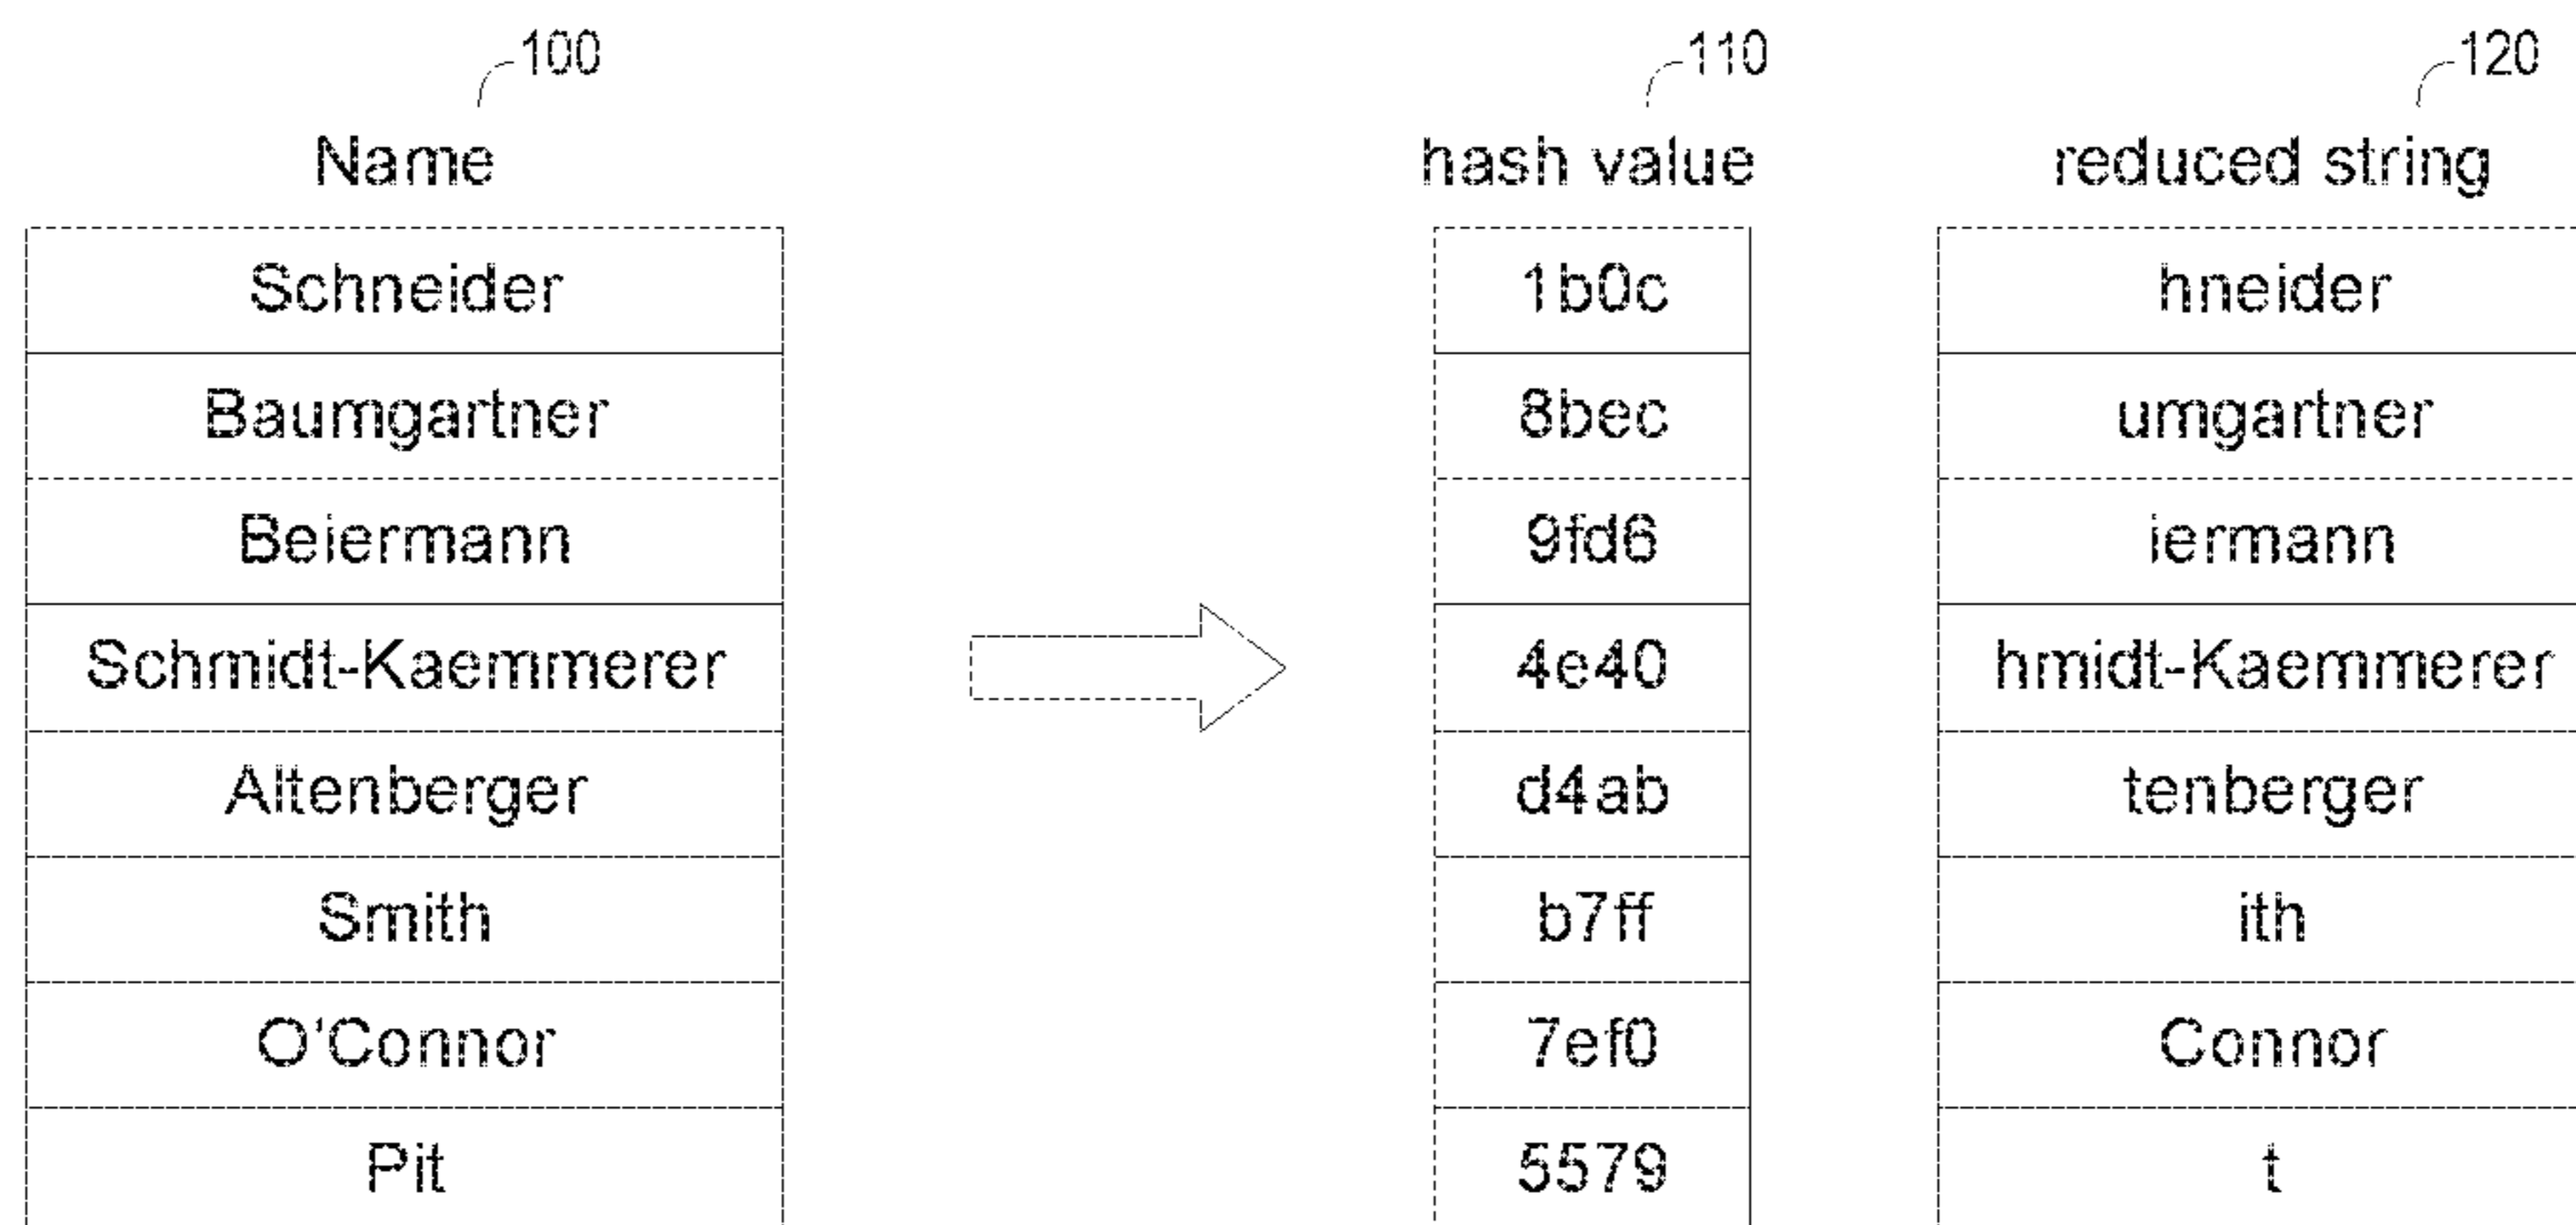 100 110 120
Name hash value reduced string
Schneider 1b0c hneider
Baumgartner 8bec umgartner
Beiermann 9fd6 iermann
Schmidt-Kaemmerer 4e40 hmidt-Kaemmerer
Altenberger d4ab tenberger
Smith b7ff ith
O‘Connor 7ef0 Connor
Pit 5579 t